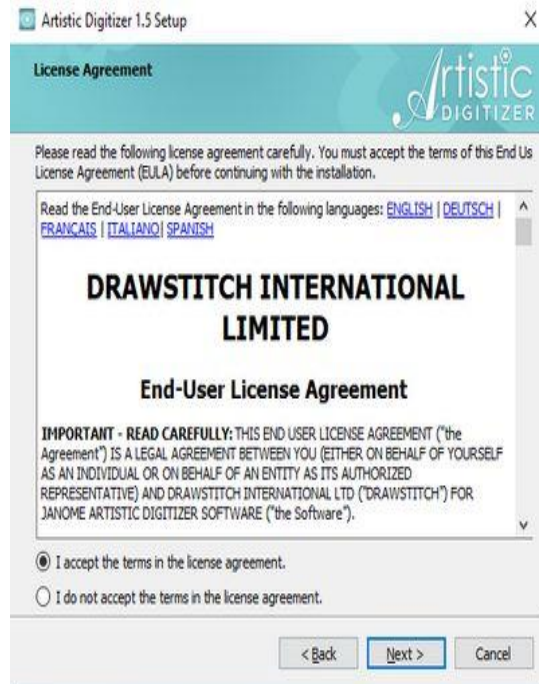 Artistic Digitizer 1.5 Setup
License Agreement
Artistic
DIGITIZER
Please read the following license agreement carefully. You must accept the terms of this End Us
License Agreement (EULA) before continuing with the installation.
Read the End-User License Agreement in the following languages: ENGLISH | DEUTSCH |
FRANÇAIS | ITALIANO| SPANISH
DRAWSTITCH INTERNATIONAL
LIMITED
End-User License Agreement
IMPORTANT - READ CAREFULLY: THIS END USER LICENSE AGREEMENT ("the
Agreement") IS A LEGAL AGREEMENT BETWEEN YOU (EITHER ON BEHALF OF YOURSELF
AS AN INDIVIDUAL OR ON BEHALF OF AN ENTITY AS ITS AUTHORIZED
REPRESENTATIVE) AND DRAWSTITCH INTERNATIONAL LTD ("DRAWSTITCH") FOR
JANOME ARTISTIC DIGITIZER SOFTWARE ("the Software").
I accept the terms in the license agreement.
I do not accept the terms in the license agreement.
< Back Next > Cancel